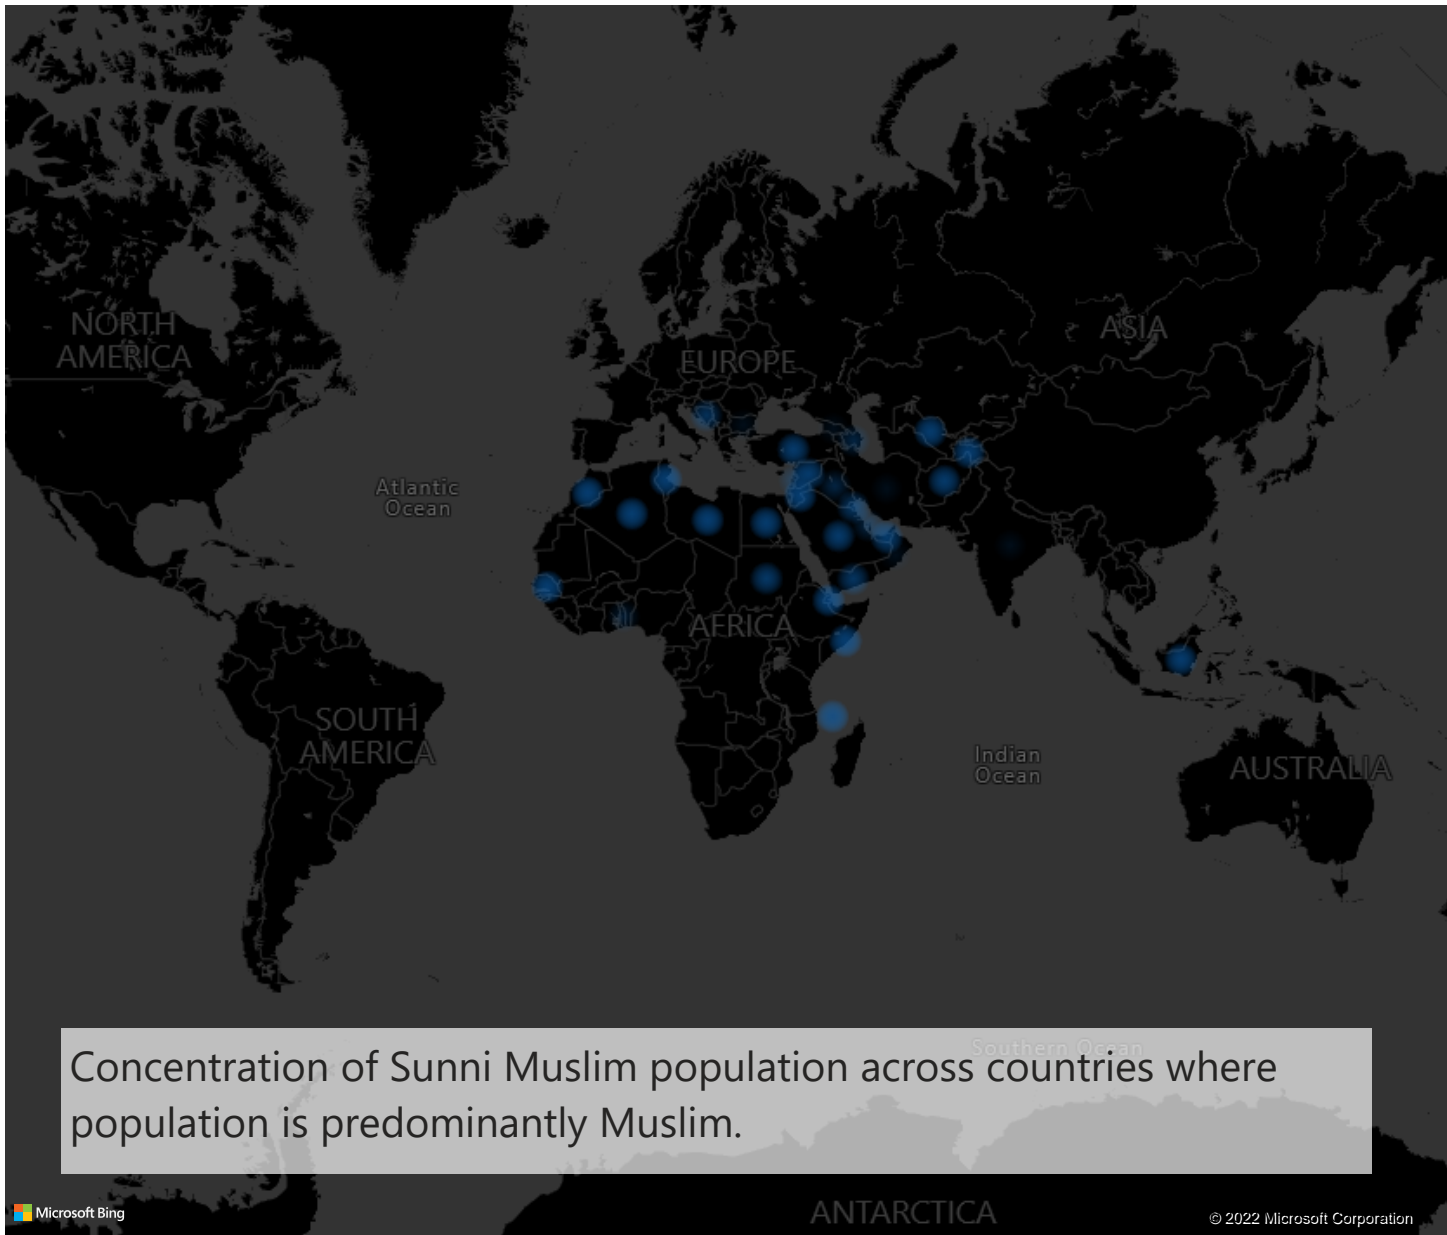 NORTH
AMERICA
EUROPE
ASIA
Atlantic
Ocean
AFRICA
SOUTH
AMERICA
Indian
Ocean
AUSTRALIA
Southern Ocean
Concentration of Sunni Muslim population across countries where
population is predominantly Muslim.
ANTARCTICA
Microsoft Bing
© 2022 Microsoft Corporation